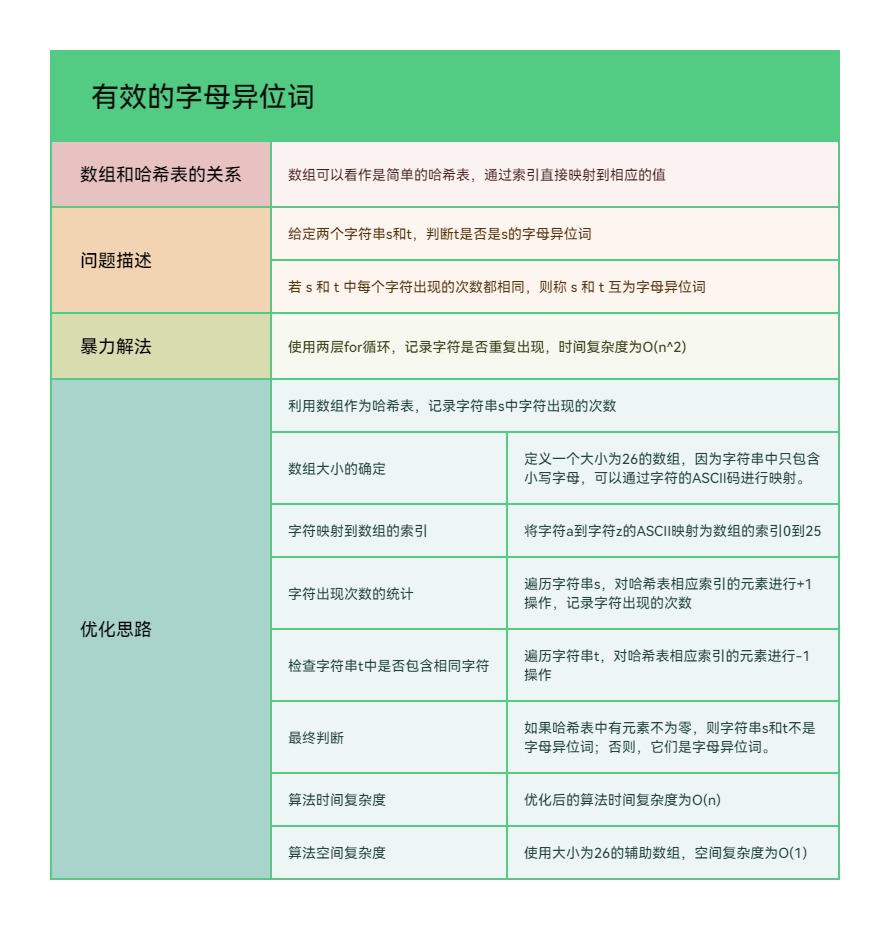 有效的字母异位词
数组和哈希表的关系
数组可以看作是简单的哈希表，通过索引直接映射到相应的值
问题描述
给定两个字符串s和t，判断t是否是s的字母异位词
若 s 和 t 中每个字符出现的次数都相同，则称 s 和 t 互为字母异位词
暴力解法
使用两层for循环，记录字符是否重复出现，时间复杂度为O(n^2)
优化思路
利用数组作为哈希表，记录字符串s中字符出现的次数
数组大小的确定
定义一个大小为26的数组，因为字符串中只包含
小写字母，可以通过字符的ASCII码进行映射。
字符映射到数组的索引
将字符a到字符z的ASCII映射为数组的索引0到25
字符出现次数的统计
遍历字符串s，对哈希表相应索引的元素进行+1
操作，记录字符出现的次数
检查字符串t中是否包含相同字符
遍历字符串t，对哈希表相应索引的元素进行-1
操作
最终判断
如果哈希表中有元素不为零，则字符串s和t不是
字母异位词；否则，它们是字母异位词。
算法时间复杂度
优化后的算法时间复杂度为O(n)
算法空间复杂度
使用大小为26的辅助数组，空间复杂度为O(1)